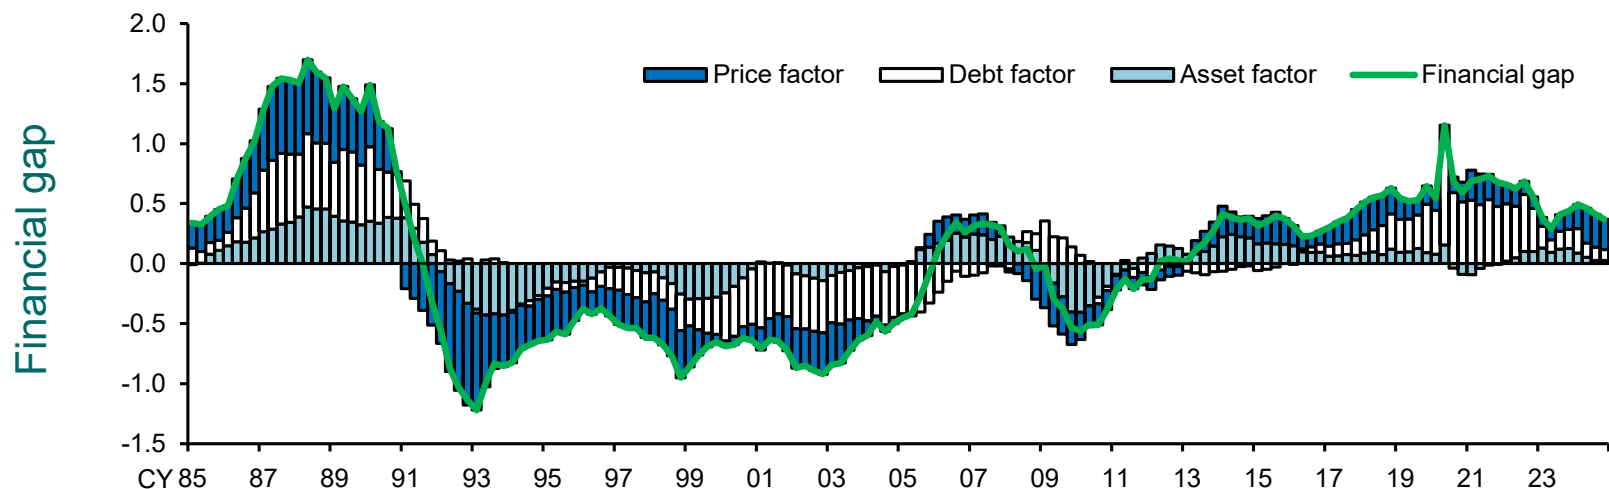 Financial gap
2.0
1.5
1.0
0.5
0.0
-0.5
-1.0
-1.5
Price factor Debt factor Asset factor Financial gap
CY 85 87 89 91 93 95 97 99 01 03 05 07 09 11 13 15 17 19 21 23